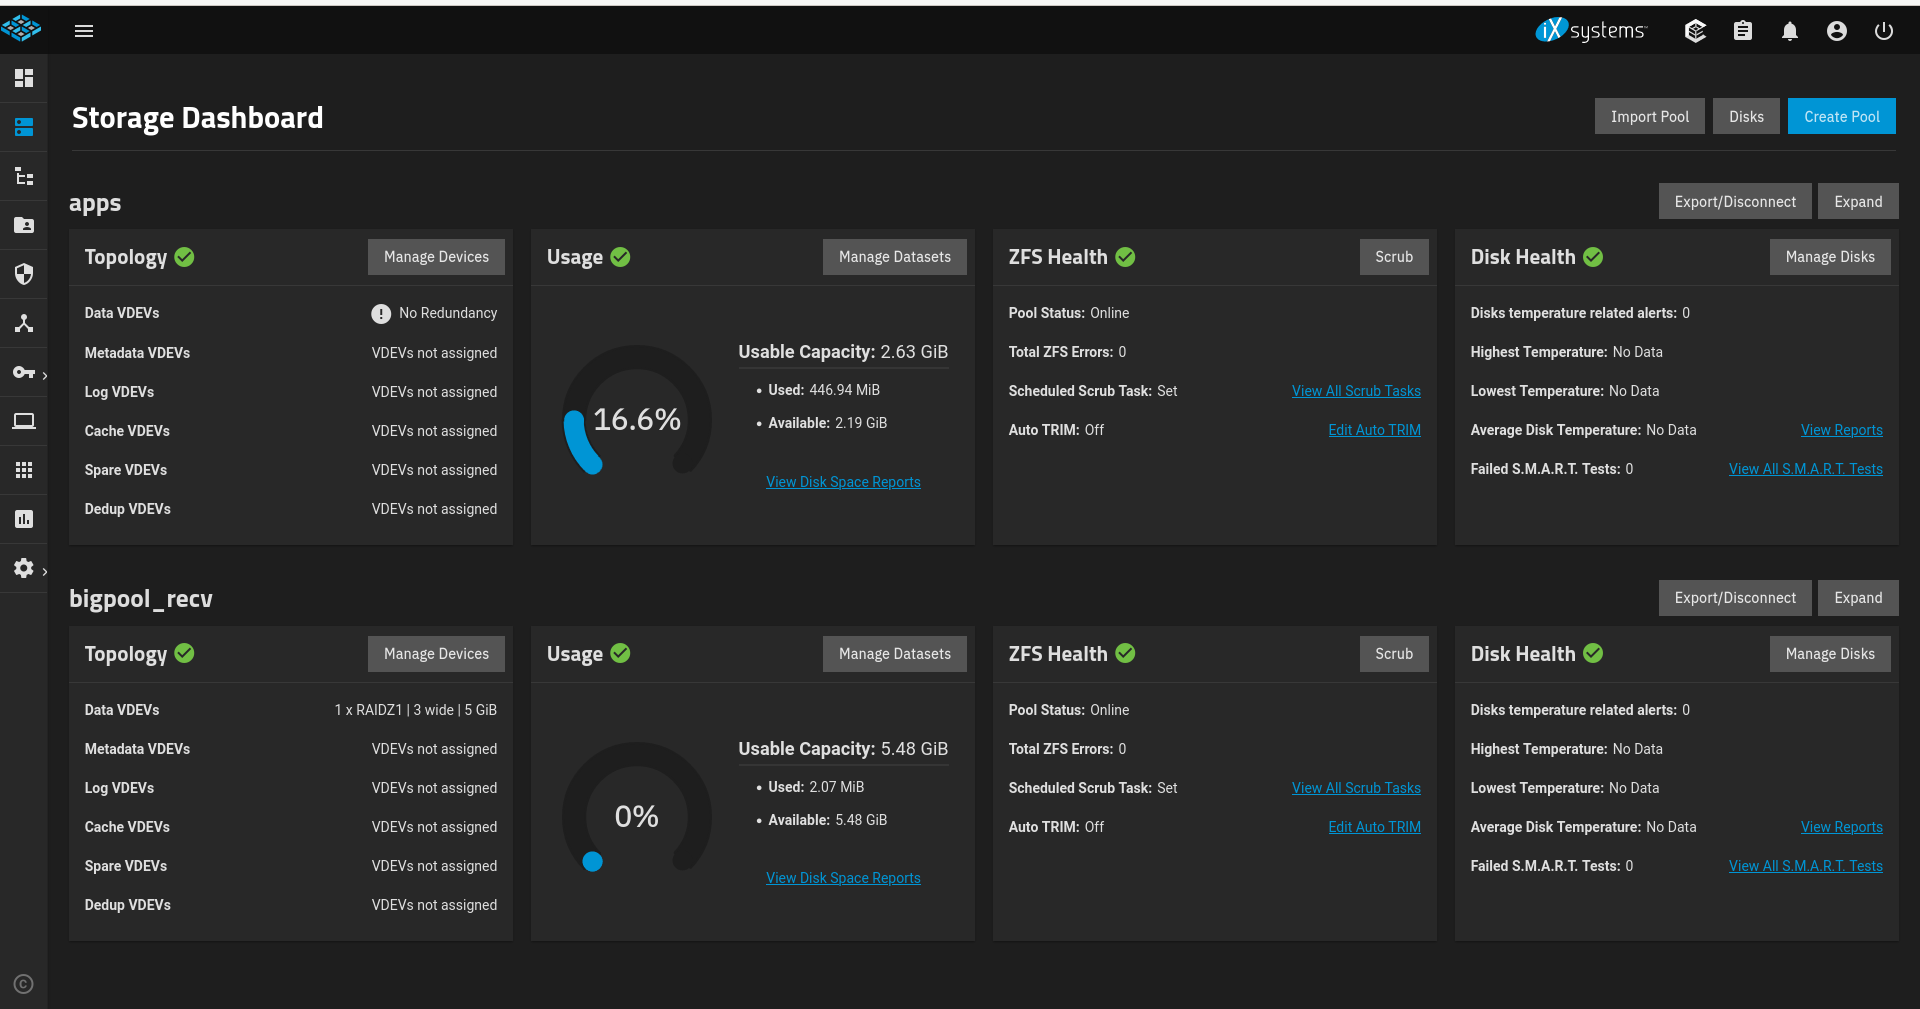 iXsystems
Storage Dashboard
Import Pool
Disks
Create Pool
apps
Export/Disconnect
Expand
Topology
Manage Devices
Data VDEVs
No Redundancy
Metadata VDEVs
VDEVs not assigned
Log VDEVs
VDEVs not assigned
Cache VDEVs
VDEVs not assigned
Spare VDEVs
VDEVs not assigned
Dedup VDEVs
VDEVs not assigned
Usage
Manage Datasets
16.6%
Usable Capacity: 2.63 GiB
• Used: 446.94 MiB
• Available: 2.19 GiB
View Disk Space Reports
ZFS Health
Scrub
Pool Status: Online
Total ZFS Errors: 0
Scheduled Scrub Task: Set
View All Scrub Tasks
Auto TRIM: Off
Edit Auto TRIM
Disk Health
Manage Disks
Disks temperature related alerts: 0
Highest Temperature: No Data
Lowest Temperature: No Data
Average Disk Temperature: No Data
View Reports
Failed S.M.A.R.T. Tests: 0
View All S.M.A.R.T. Tests
bigpool_recv
Export/Disconnect
Expand
Topology
Manage Devices
Data VDEVs
1 x RAIDZ1 | 3 wide | 5 GiB
Metadata VDEVs
VDEVs not assigned
Log VDEVs
VDEVs not assigned
Cache VDEVs
VDEVs not assigned
Spare VDEVs
VDEVs not assigned
Dedup VDEVs
VDEVs not assigned
Usage
Manage Datasets
0%
Usable Capacity: 5.48 GiB
• Used: 2.07 MiB
• Available: 5.48 GiB
View Disk Space Reports
ZFS Health
Scrub
Pool Status: Online
Total ZFS Errors: 0
Scheduled Scrub Task: Set
View All Scrub Tasks
Auto TRIM: Off
Edit Auto TRIM
Disk Health
Manage Disks
Disks temperature related alerts: 0
Highest Temperature: No Data
Lowest Temperature: No Data
Average Disk Temperature: No Data
View Reports
Failed S.M.A.R.T. Tests: 0
View All S.M.A.R.T. Tests
©